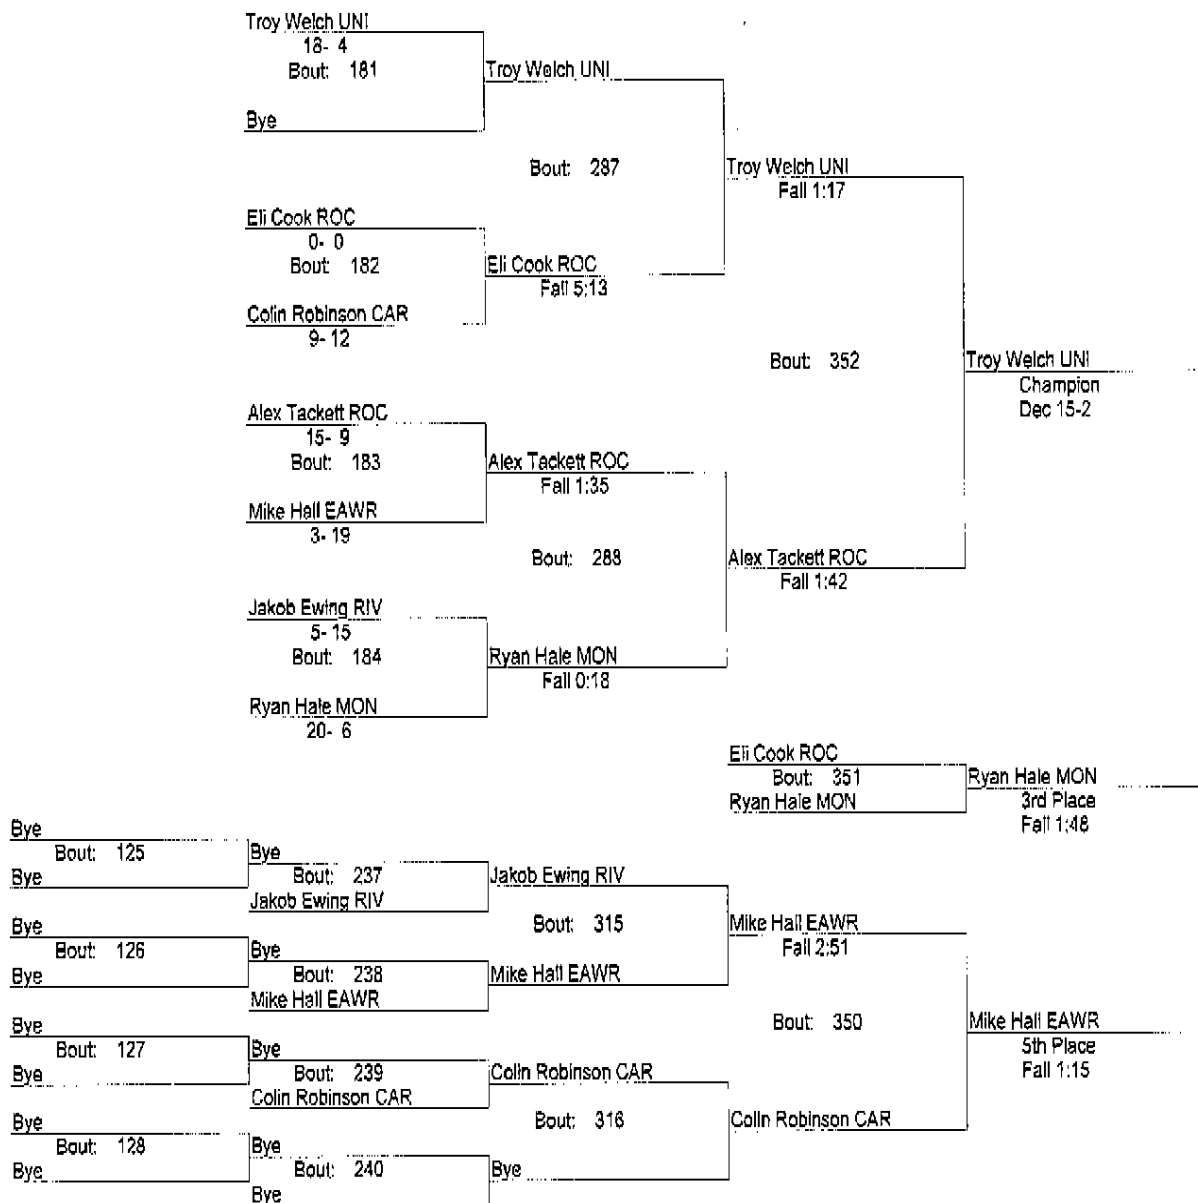 Troy Welch UNI
18- 4
Bout: 181
Troy Welch UNI
Bye
Bout: 287
Troy Welch UNI
Fall 1:17
Eli Cook ROC
0- 0
Bout: 182
Eli Cook ROC
Fall 5:13
Colin Robinson CAR
9- 12
Bout: 352
Troy Welch UNI
Champion
Dec 15-2
Alex Tackett ROC
15- 9
Bout: 183
Alex Tackett ROC
Fall 1:35
Mike Hall EAWR
3- 19
Bout: 288
Alex Tackett ROC
Fall 1:42
Jakob Ewing RIV
5- 15
Bout: 184
Ryan Hale MON
Fall 0:18
Ryan Hale MON
20- 6
Eli Cook ROC
Bout: 351
Ryan Hale MON
Ryan Hale MON
3rd Place
Fall 1:48
Bye
Bout: 125
Bye
Bye
Bout: 237
Jakob Ewing RIV
Jakob Ewing RIV
Bye
Bout: 126
Bye
Bye
Bout: 238
Mike Hall EAWR
Mike Hall EAWR
Bout: 315
Mike Hall EAWR
Fall 2:51
Bye
Bout: 127
Bye
Bye
Bout: 239
Colin Robinson CAR
Colin Robinson CAR
Bout: 350
Mike Hall EAWR
5th Place
Fall 1:15
Bye
Bout: 128
Bye
Bye
Bout: 240
Bye
Bye
Bout: 316
Colin Robinson CAR